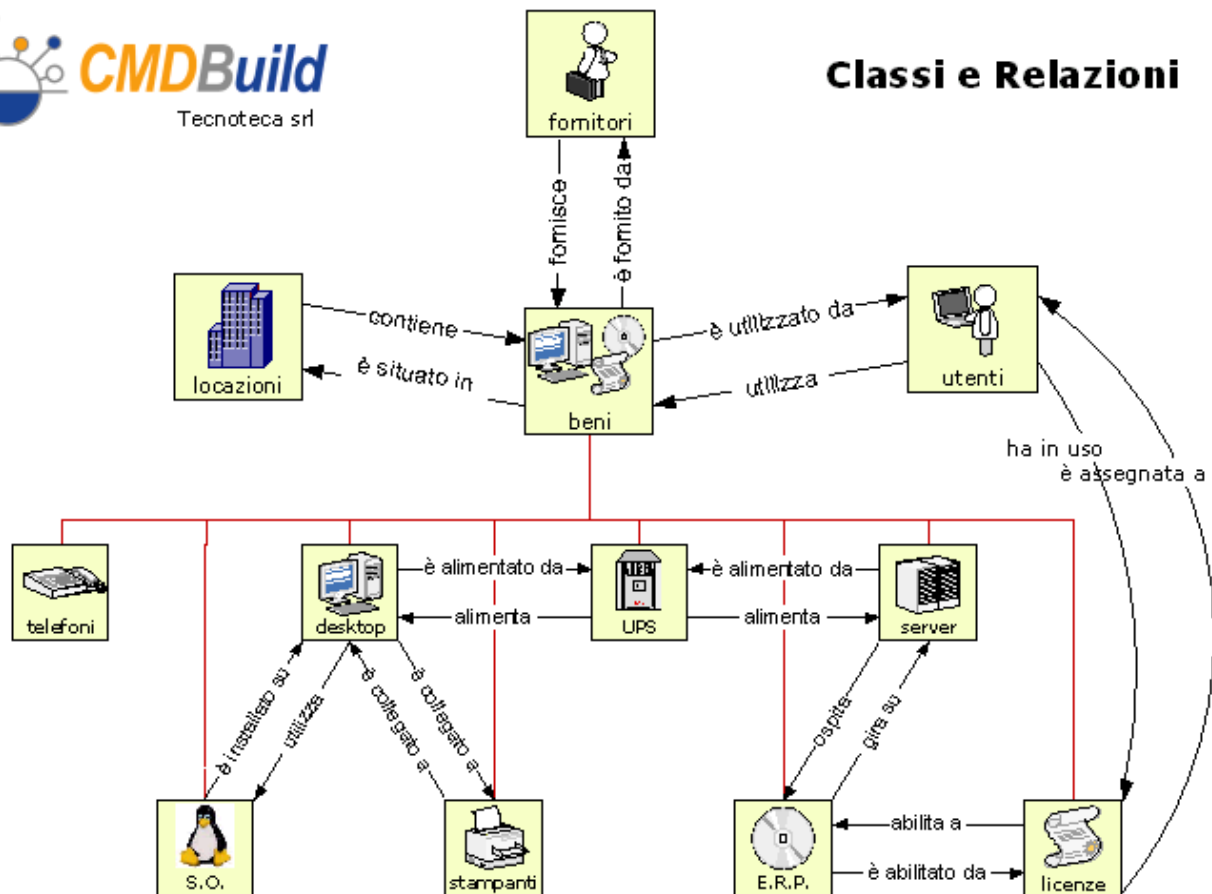 CMDBuild
Tecnoteca srl
Classi e Relazioni
fornitori
fornisce
è fornito da
locazioni
contiene
è situato in
beni
è utilizzato da
utilizza
utenti
ha in uso
è assegnata a
telefoni
desktop
è alimentato da
alimenta
UPS
è alimentato da
alimenta
server
è installato su
utilizza
è collegato a
è collegato a
ospita
gira su
S.O.
stampanti
E.R.P.
abilita a
è abilitato da
licenze